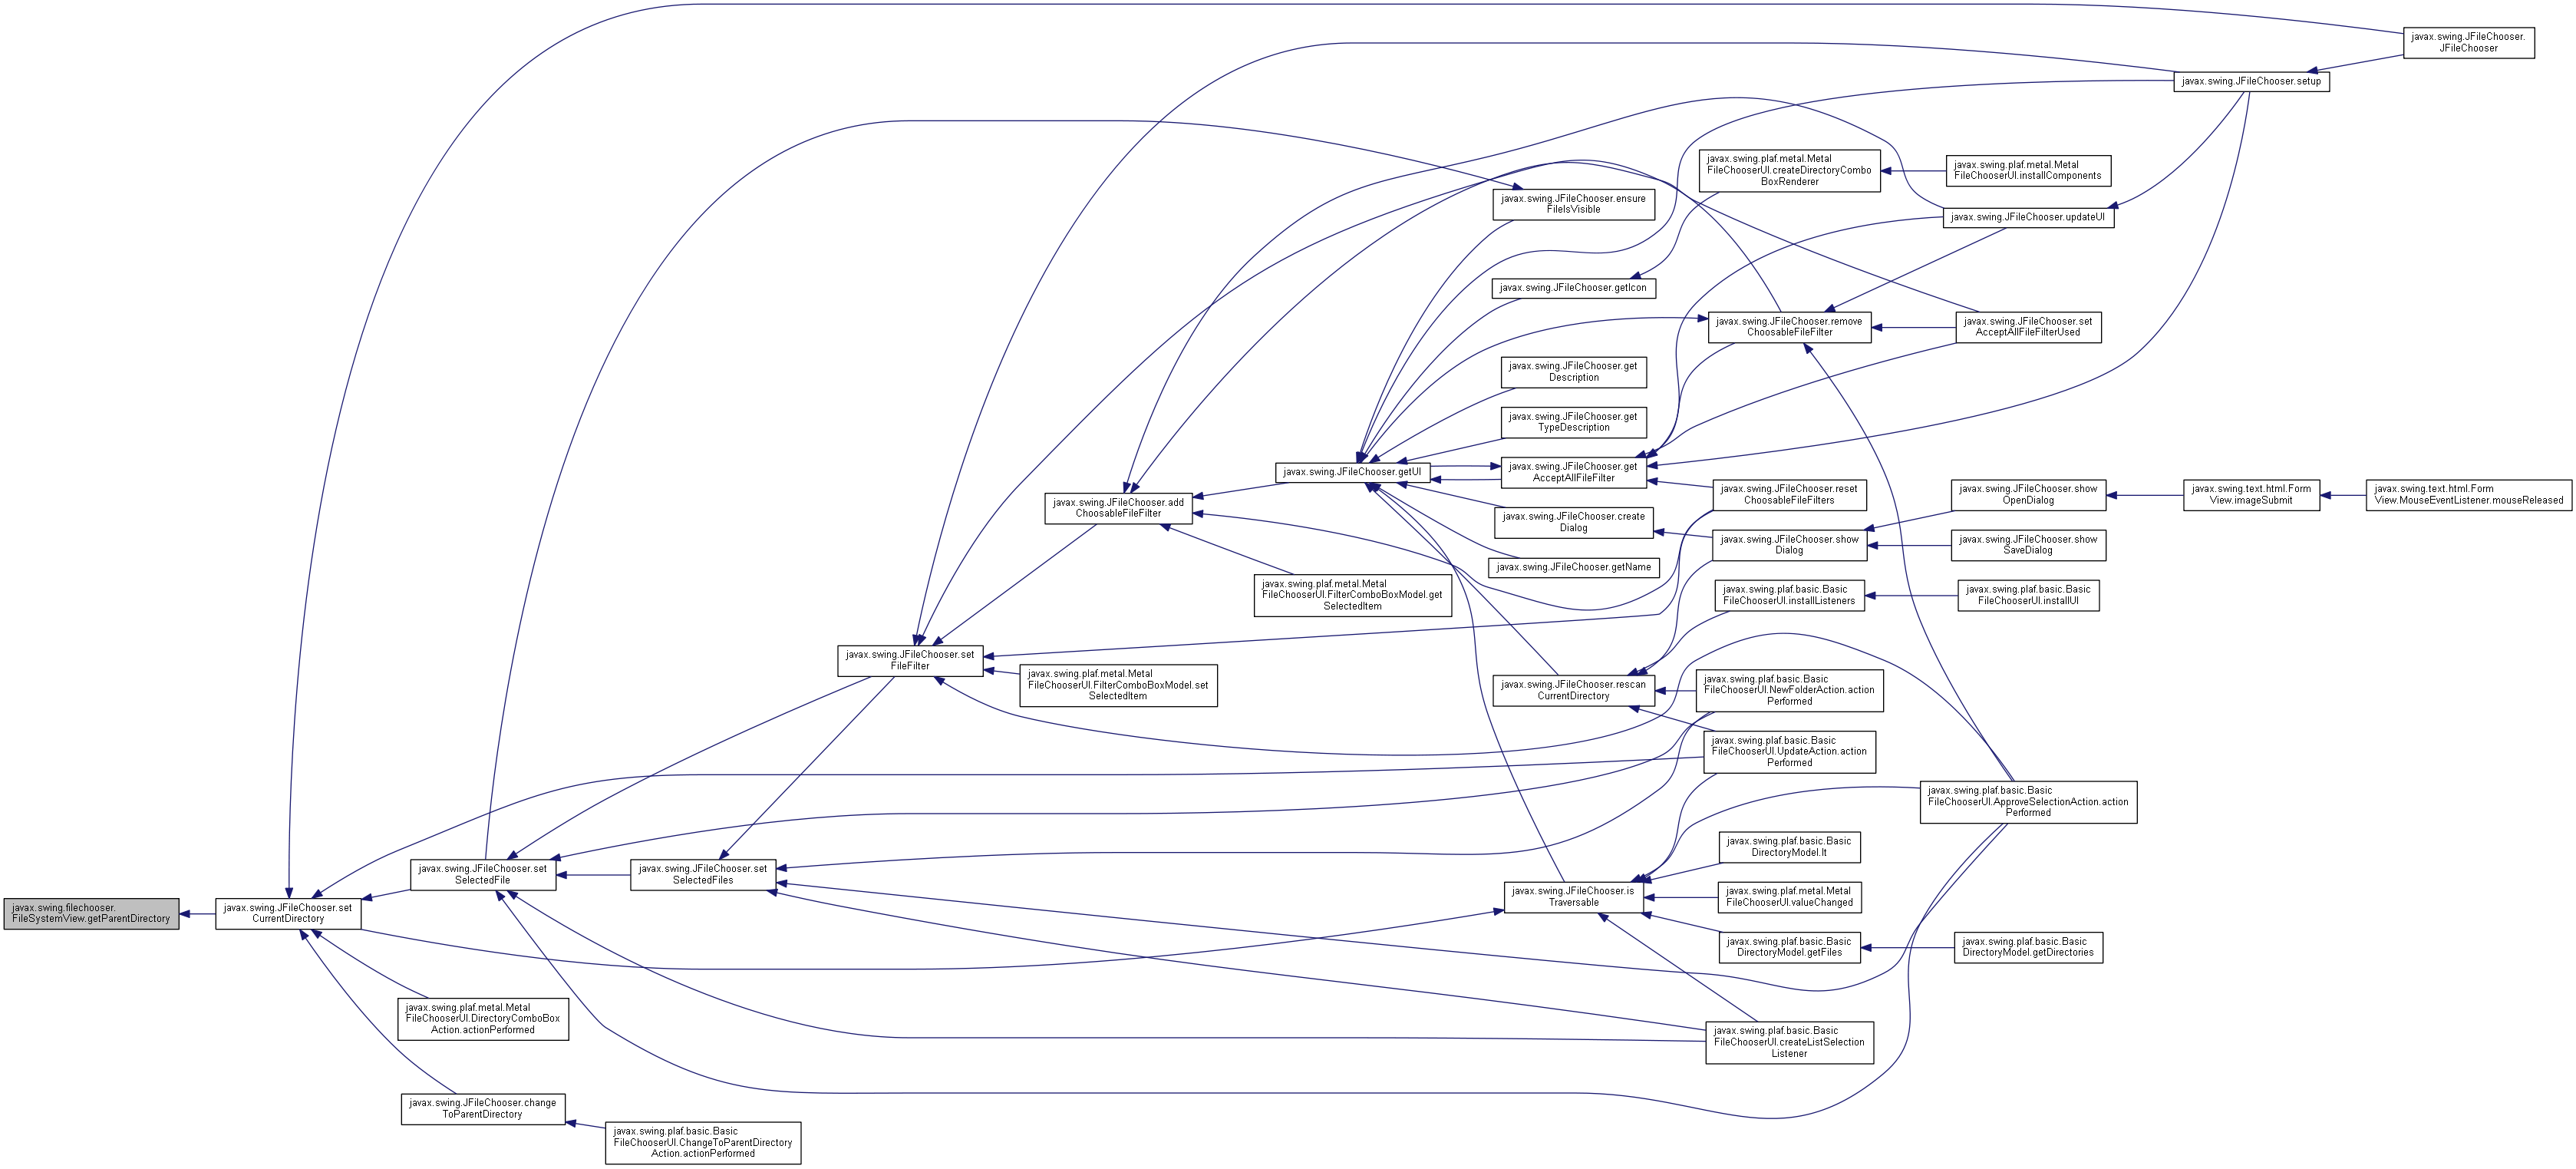 javax.swing.JFileChooser.
JFileChooser
javax.swing.JFileChooser.setup
javax.swing.plaf.metal.Metal
FileChooserUI.createDirectoryCombo
BoxRenderer
javax.swing.plaf.metal.Metal
FileChooserUI.installComponents
javax.swing.JFileChooser.ensure
FileIsVisible
javax.swing.JFileChooser.updateUI
javax.swing.JFileChooser.getIcon
javax.swing.JFileChooser.remove
ChoosableFileFilter
javax.swing.JFileChooser.set
AcceptAllFileFilterUsed
javax.swing.JFileChooser.get
Description
javax.swing.JFileChooser.get
TypeDescription
javax.swing.JFileChooser.getUI
javax.swing.JFileChooser.get
AcceptAllFileFilter
javax.swing.JFileChooser.reset
ChoosableFileFilters
javax.swing.JFileChooser.show
OpenDialog
javax.swing.text.html.Form
View.imageSubmit
javax.swing.text.html.Form
View.MouseEventListener.mouseReleased
javax.swing.JFileChooser.add
ChoosableFileFilter
javax.swing.JFileChooser.create
Dialog
javax.swing.JFileChooser.show
Dialog
javax.swing.JFileChooser.show
SaveDialog
javax.swing.JFileChooser.getName
javax.swing.plaf.metal.Metal
FileChooserUI.FilterComboBoxModel.get
SelectedItem
javax.swing.plaf.basic.Basic
FileChooserUI.installListeners
javax.swing.plaf.basic.Basic
FileChooserUI.installUI
javax.swing.JFileChooser.set
FileFilter
javax.swing.plaf.metal.Metal
FileChooserUI.FilterComboBoxModel.set
SelectedItem
javax.swing.JFileChooser.rescan
CurrentDirectory
javax.swing.plaf.basic.Basic
FileChooserUI.NewFolderAction.action
Performed
javax.swing.plaf.basic.Basic
FileChooserUI.UpdateAction.action
Performed
javax.swing.plaf.basic.Basic
FileChooserUI.ApproveSelectionAction.action
Performed
javax.swing.plaf.basic.Basic
DirectoryModel.lt
javax.swing.JFileChooser.set
SelectedFile
javax.swing.JFileChooser.set
SelectedFiles
javax.swing.JFileChooser.is
Traversable
javax.swing.plaf.metal.Metal
FileChooserUI.valueChanged
javax.swing.filechooser.
FileSystemView.getParentDirectory
javax.swing.JFileChooser.set
CurrentDirectory
javax.swing.plaf.basic.Basic
DirectoryModel.getFiles
javax.swing.plaf.basic.Basic
DirectoryModel.getDirectories
javax.swing.plaf.metal.Metal
FileChooserUI.DirectoryComboBox
Action.actionPerformed
javax.swing.plaf.basic.Basic
FileChooserUI.createListSelection
Listener
javax.swing.JFileChooser.change
ToParentDirectory
javax.swing.plaf.basic.Basic
FileChooserUI.ChangeToParentDirectory
Action.actionPerformed